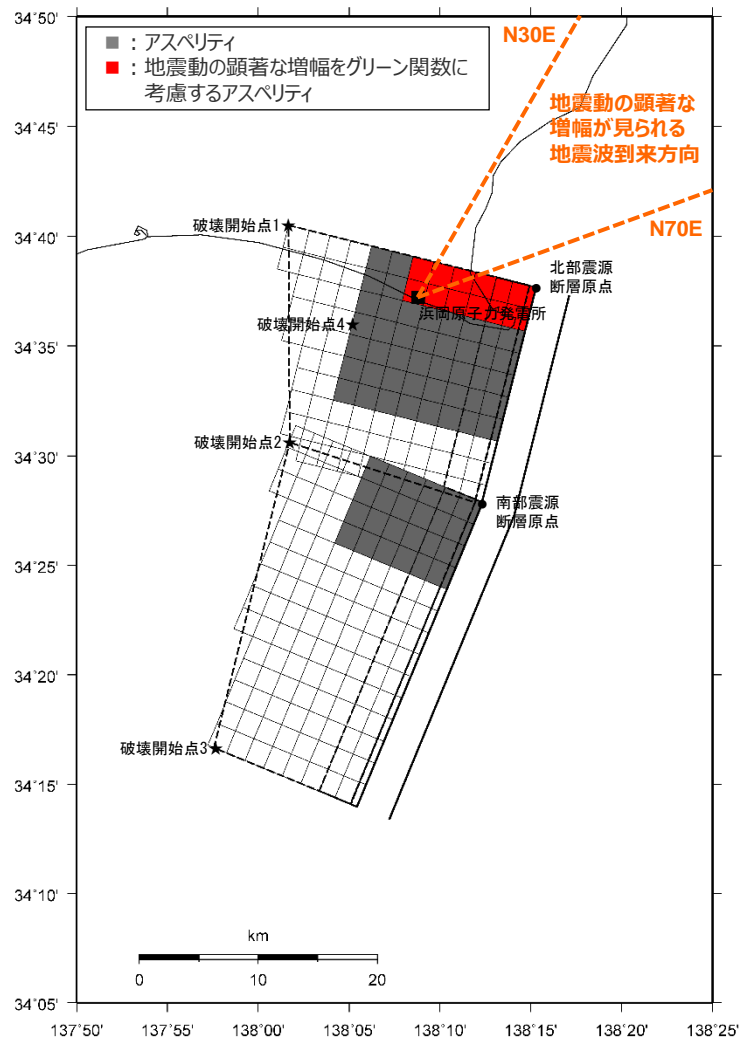 34°50'
■ : アスペリティ
■ : 地震動の顕著な増幅をグリーン関数に
考慮するアスペリティ
N30E
地震動の顕著な
増幅が見られる
地震波到来方向
34°45'
N70E
破壊開始点1
34°40'
北部震源
断層原点
浜岡原子力発電所
破壊開始点4
34°35'
破壊開始点2
34°30'
南部震源
断層原点
34°25'
34°20'
破壊開始点3
34°15'
34°10'
km
0 10 20
34°05'
137°50' 137°55' 138°00' 138°05' 138°10' 138°15' 138°20' 138°25'